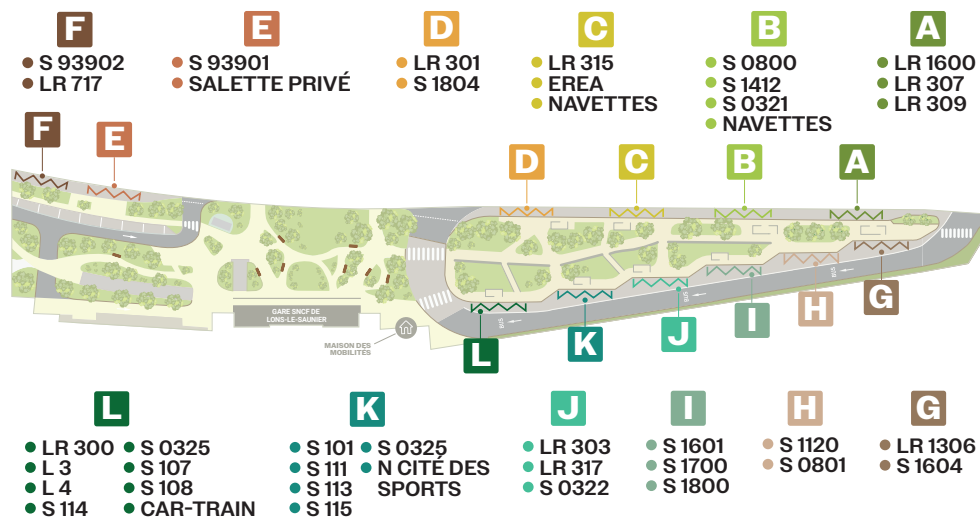 F
S 93902
LR 717
E
S 93901
SALETTE PRIVÉ
D
LR 301
S 1804
C
LR 315
EREA
NAVETTES
B
S 0800
S 1412
S 0321
NAVETTES
A
LR 1600
LR 307
LR 309
F
E
D
C
B
A
GARE SNCF DE
LONS-LE-SAUNIER
MAISON DES
MOBILITÉS
BUS
BUS
BUS
L
K
J
I
H
G
L
LR 300
L 3
L 4
S 114
S 0325
S 107
S 108
CAR-TRAIN
K
S 101
S 111
S 113
S 115
S 0325
N CITÉ DES
SPORTS
J
LR 303
LR 317
S 0322
I
S 1601
S 1700
S 1800
H
S 1120
S 0801
G
LR 1306
S 1604